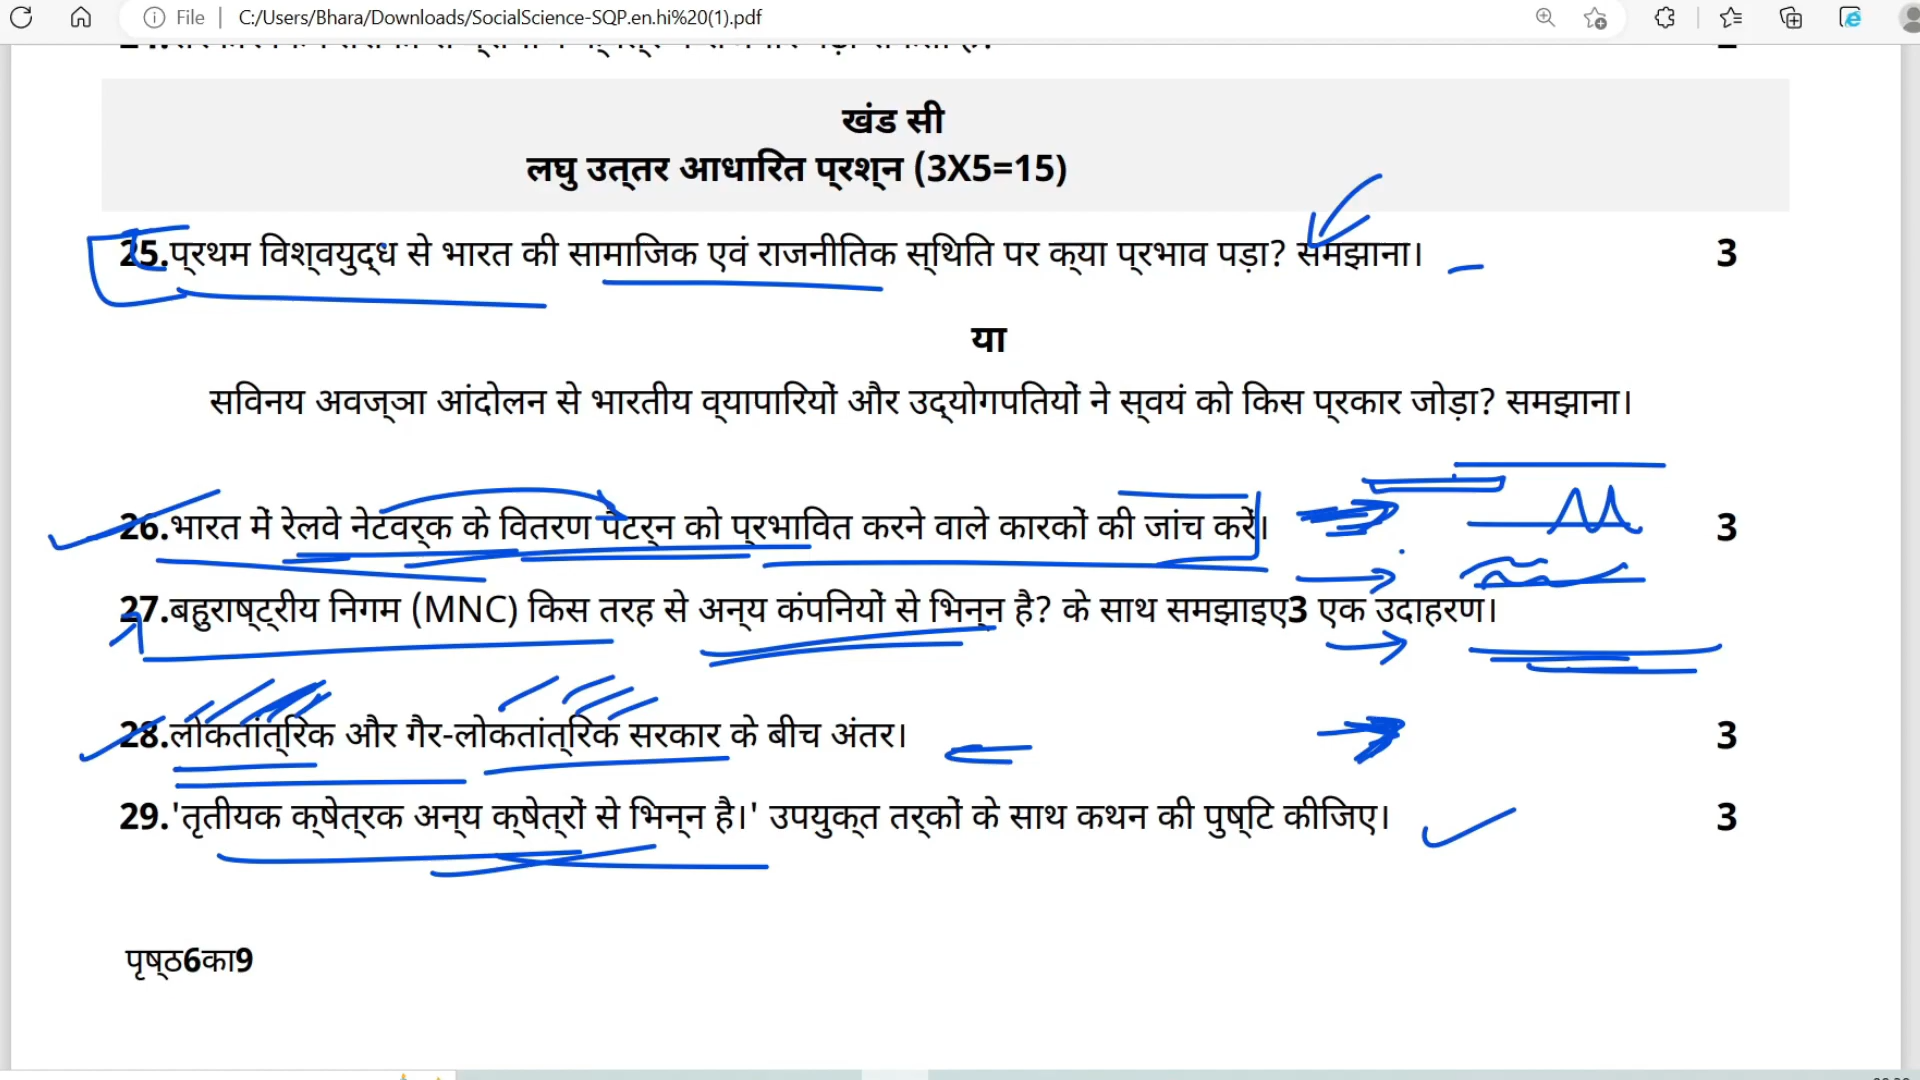 File
C:/Users/Bhara/Downloads/SocialScience-SQP.en.hi%20(1).pdf
खंड सी
लघु उत्तर आधारित प्रश्न (3X5=15)
25.प्रथम विश्वयुद्ध से भारत की सामाजिक एवं राजनीतिक स्थिति पर क्या प्रभाव पड़ा? समझाना। 3
या
सविनय अवज्ञा आंदोलन से भारतीय व्यापारियों और उद्योगपतियों ने स्वयं को किस प्रकार जोड़ा? समझाना।
26.भारत में रेलवे नेटवर्क के वितरण पैटर्न को प्रभावित करने वाले कारकों की जांच करें। 3
27.बहुराष्ट्रीय निगम (MNC) किस तरह से अन्य कंपनियों से भिन्न है? के साथ समझाइए3 एक उदाहरण।
28.लोकतांत्रिक और गैर-लोकतांत्रिक सरकार के बीच अंतर। 3
29.'तृतीयक क्षेत्रक अन्य क्षेत्रों से भिन्न है।' उपयुक्त तर्कों के साथ कथन की पुष्टि कीजिए। 3
पृष्ठ6का9